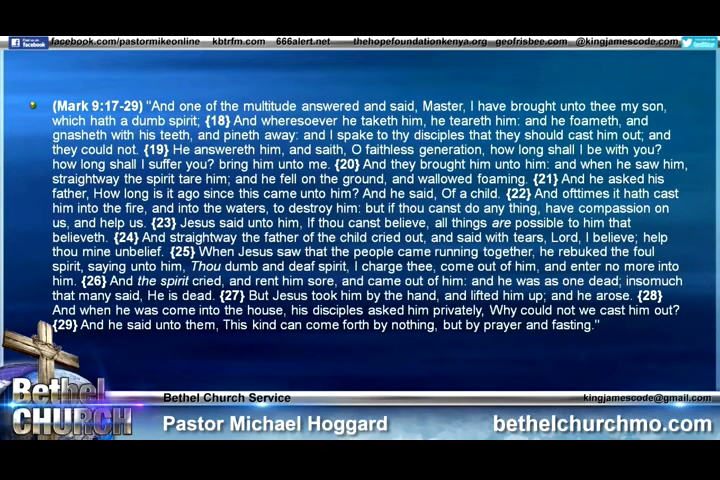 Find us on facebook facebook.com/pastormikeonline kbtrfm.com 666alert.net thehopefoundationkenya.org geofrisbee.com @kingjamescode.com
(Mark 9:17-29) "And one of the multitude answered and said, Master, I have brought unto thee my son,
which hath a dumb spirit; {18} And wheresoever he taketh him, he teareth him: and he foameth, and
gnasheth with his teeth, and pineth away: and I spake to thy disciples that they should cast him out; and
they could not. {19} He answereth him, and saith, O faithless generation, how long shall I be with you?
how long shall I suffer you? bring him unto me. {20} And they brought him unto him: and when he saw him,
straightway the spirit tare him; and he fell on the ground, and wallowed foaming. {21} And he asked his
father, How long is it ago since this came unto him? And he said, Of a child. {22} And ofttimes it hath cast
him into the fire, and into the waters, to destroy him: but if thou canst do any thing, have compassion on
us, and help us. {23} Jesus said unto him, If thou canst believe, all things are possible to him that
believeth. {24} And straightway the father of the child cried out, and said with tears, Lord, I believe; help
thou mine unbelief. {25} When Jesus saw that the people came running together, he rebuked the foul
spirit, saying unto him, Thou dumb and deaf spirit, I charge thee, come out of him, and enter no more into
him. {26} And the spirit cried, and rent him sore, and came out of him: and he was as one dead; insomuch
that many said, He is dead. {27} But Jesus took him by the hand, and lifted him up; and he arose. {28}
And when he was come into the house, his disciples asked him privately, Why could not we cast him out?
{29} And he said unto them, This kind can come forth by nothing, but by prayer and fasting."
Bethel
CHURCH
Bethel Church Service kingjamescode@gmail.com
Pastor Michael Hoggard bethelchurchmo.com